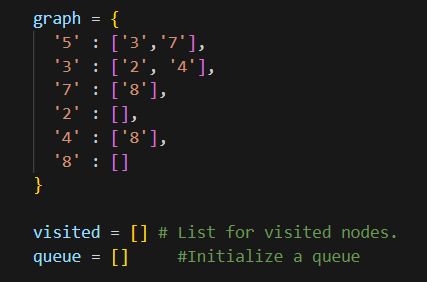 graph = {
  '5' : ['3','7'],
  '3' : ['2', '4'],
  '7' : ['8'],
  '2' : [],
  '4' : ['8'],
  '8' : []
}

visited = [] # List for visited nodes.
queue = []     #Initialize a queue